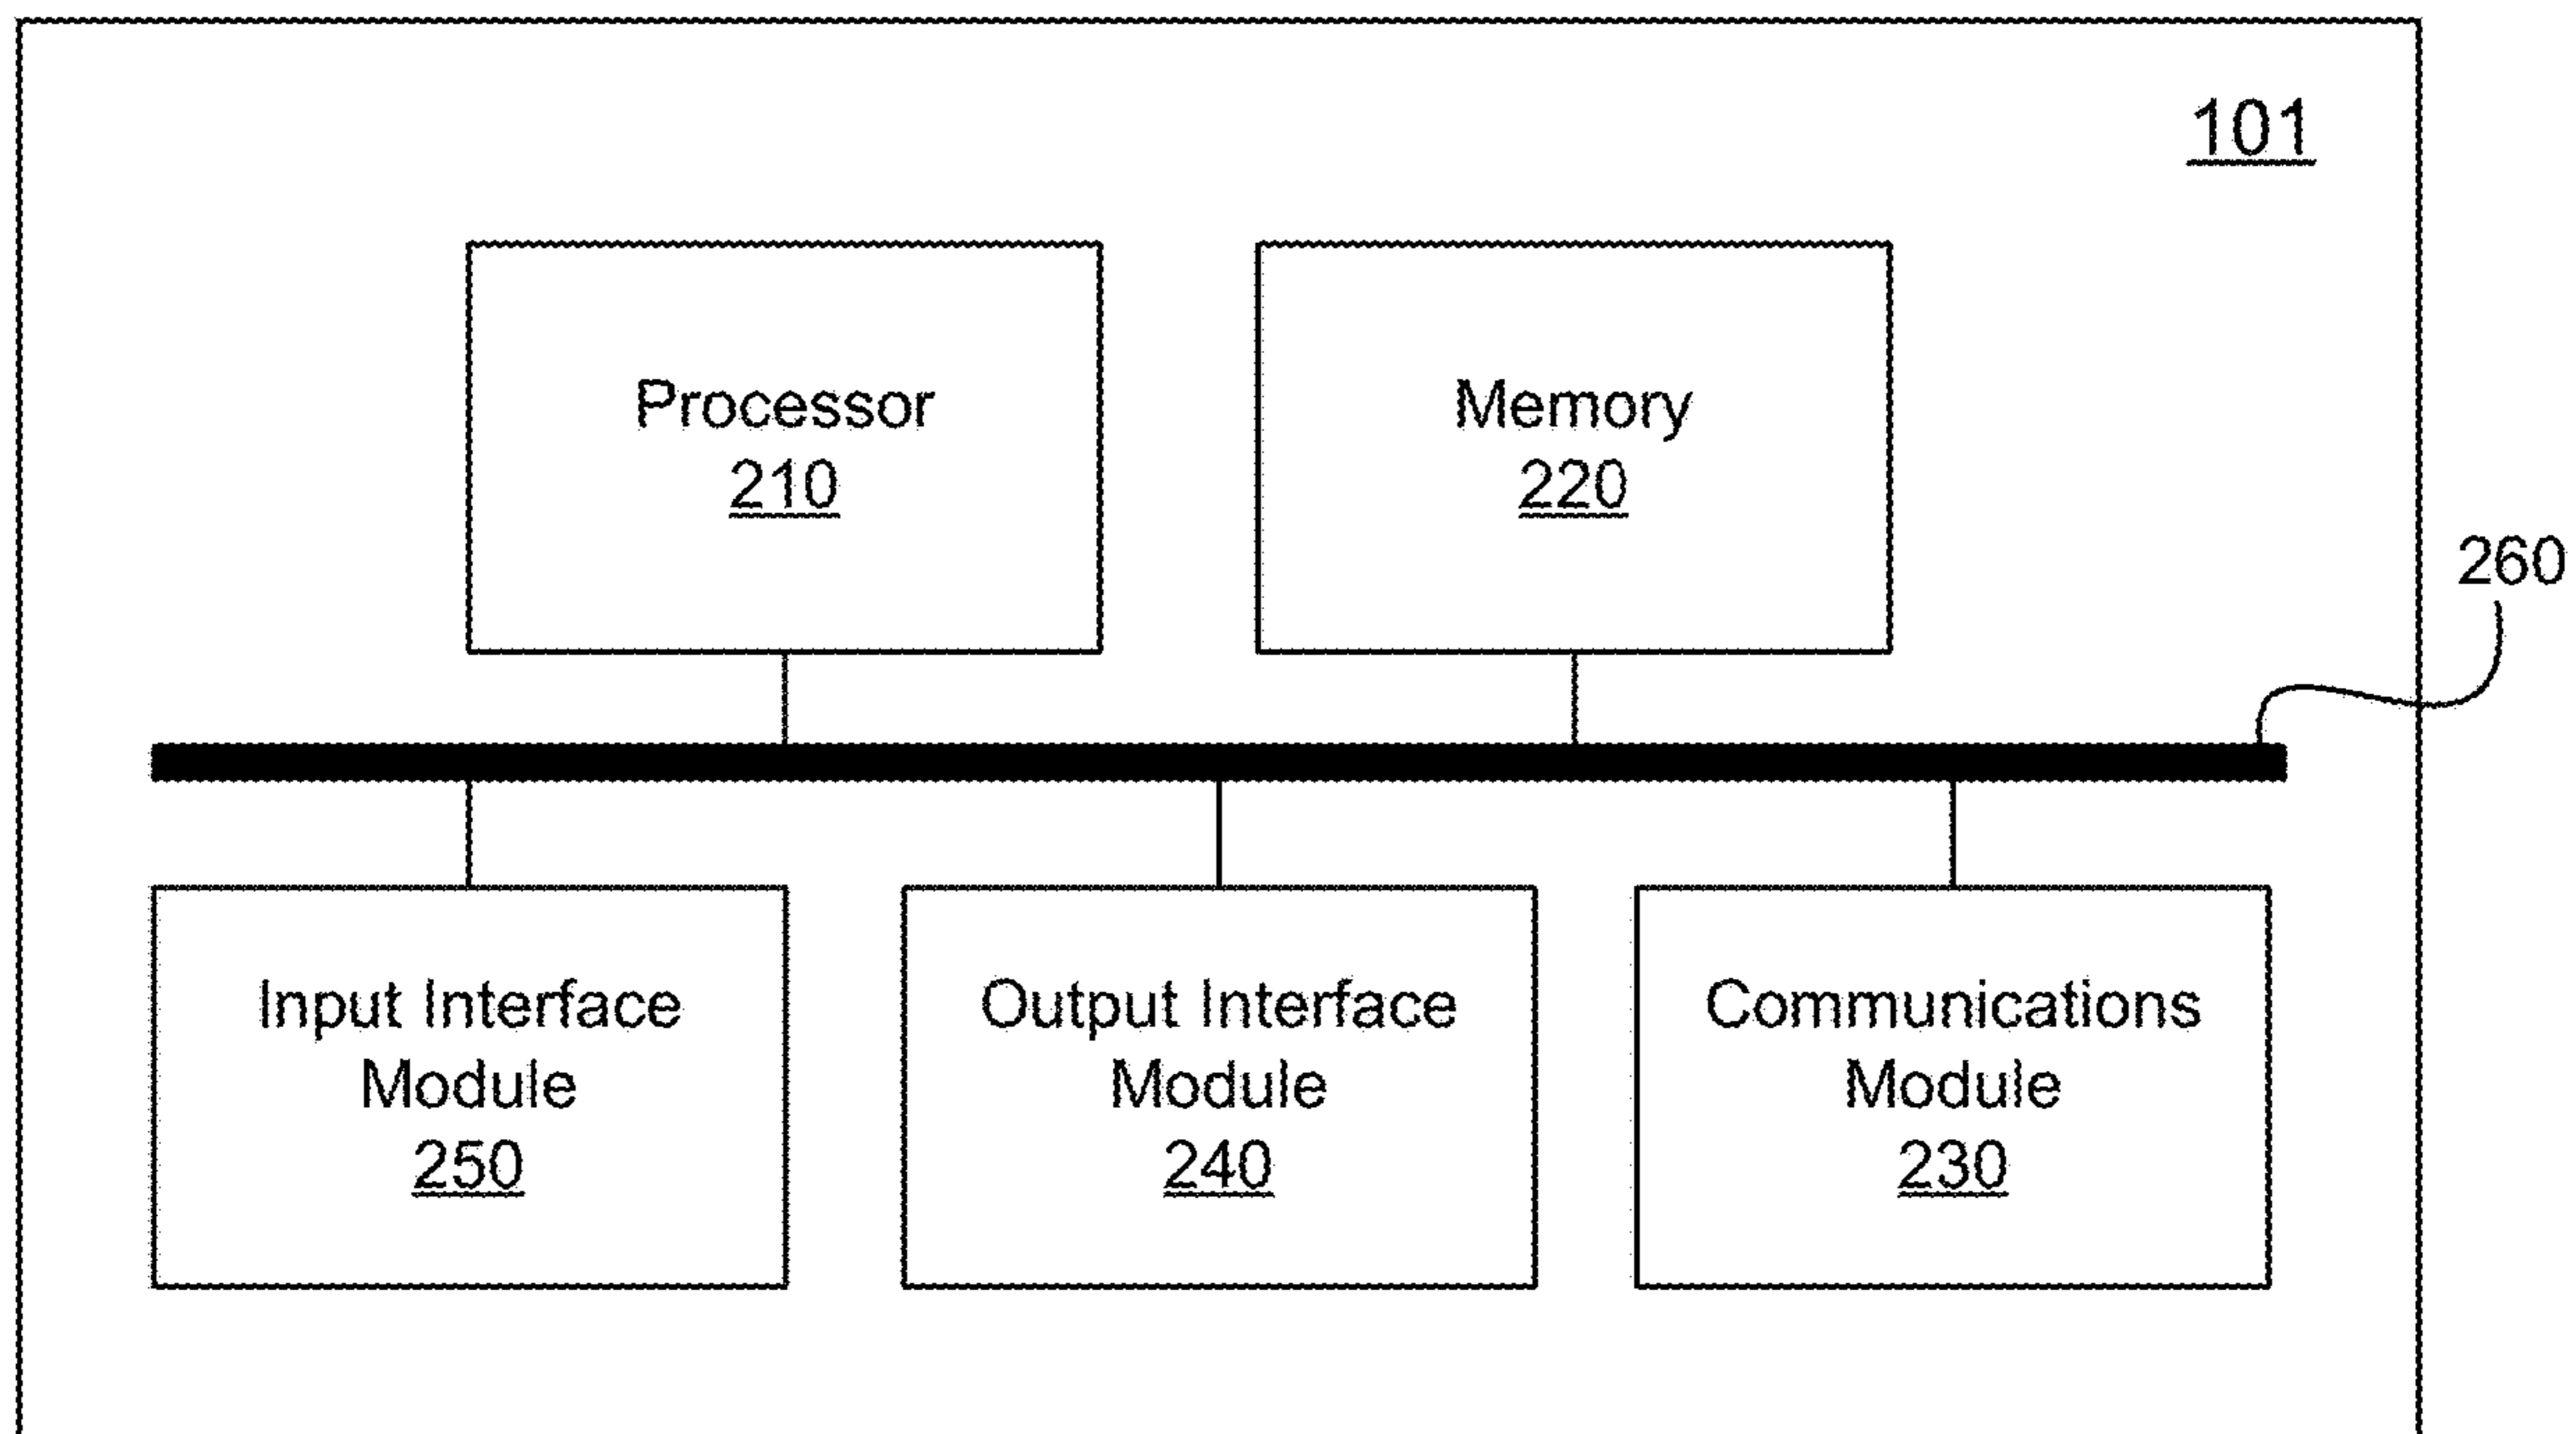 101
Processor
210
Memory
220
260
Input Interface
Module
250
Output Interface
Module
240
Communications
Module
230